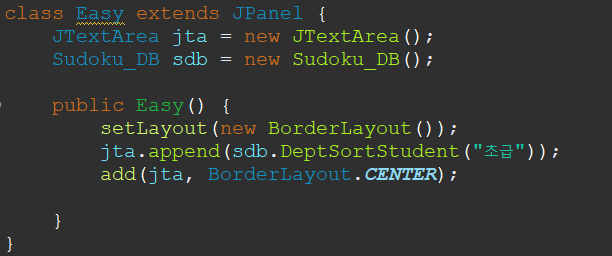 class Easy extends JPanel {
    JTextArea jta = new JTextArea();
    Sudoku_DB sdb = new Sudoku_DB();

    public Easy() {
        setLayout(new BorderLayout());
        jta.append(sdb.DeptSortStudent("초급"));
        add(jta, BorderLayout.CENTER);

    }
}